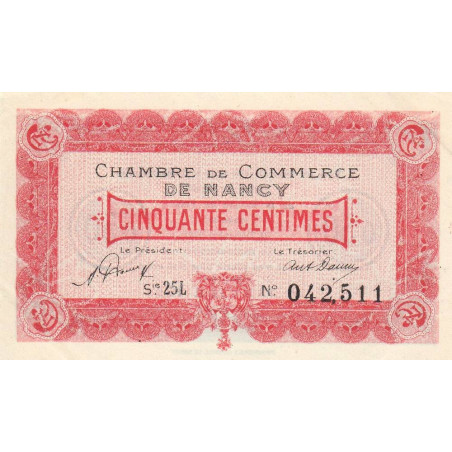 CHAMBRE DE COMMERCE
DE NANCY
CINQUANTE CENTIMES
Le Président Le Trésorier
Sie 25L No. 042,511